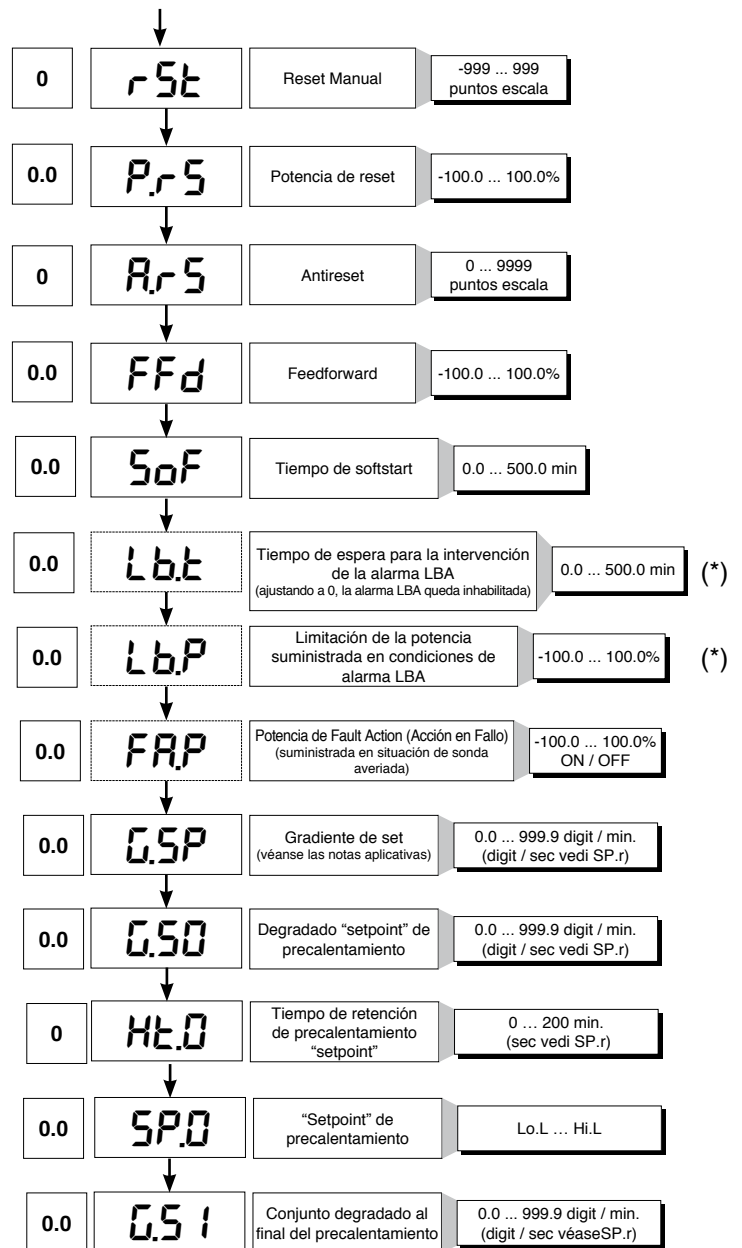 0
rSt
Reset Manual
-999 ... 999
puntos escala
0.0
P.rS
Potencia de reset
-100.0 ... 100.0%
0
A.rS
Antireset
0 ... 9999
puntos escala
0.0
FFd
Feedforward
-100.0 ... 100.0%
0.0
SoF
Tiempo de softstart
0.0 ... 500.0 min
0.0
Lb.t
Tiempo de espera para la intervención
de la alarma LBA
(ajustando a 0, la alarma LBA queda inhabilitada)
0.0 ... 500.0 min
(*)
0.0
Lb.P
Limitación de la potencia
suministrada en condiciones de
alarma LBA
-100.0 ... 100.0%
(*)
0.0
FA.P
Potencia de Fault Action (Acción en Fallo)
(suministrada en situación de sonda
averiada)
-100.0 ... 100.0%
ON / OFF
0.0
G.SP
Gradiente de set
(véanse las notas aplicativas)
0.0 ... 999.9 digit / min.
(digit / sec vedi SP.r)
0.0
G.S0
Degradado “setpoint” de
precalentamiento
0.0 ... 999.9 digit / min.
(digit / sec vedi SP.r)
0
Ht.0
Tiempo de retención
de precalentamiento
“setpoint”
0 … 200 min.
(sec vedi SP.r)
0.0
SP.0
“Setpoint” de
precalentamiento
Lo.L … Hi.L
0.0
G.S1
Conjunto degradado al
final del precalentamiento
0.0 ... 999.9 digit / min.
(digit / sec véaseSP.r)